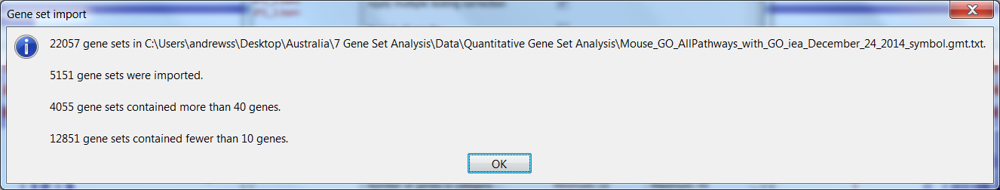 Gene set import
22057 gene sets in C:\Users\andrewss\Desktop\Australia\7 Gene Set Analysis\Data\Quantitative Gene Set Analysis\Mouse_GO_AllPathways_with_GO_iea_December_24_2014_symbol.gmt.txt.
5151 gene sets were imported.
4055 gene sets contained more than 40 genes.
12851 gene sets contained fewer than 10 genes.
OK